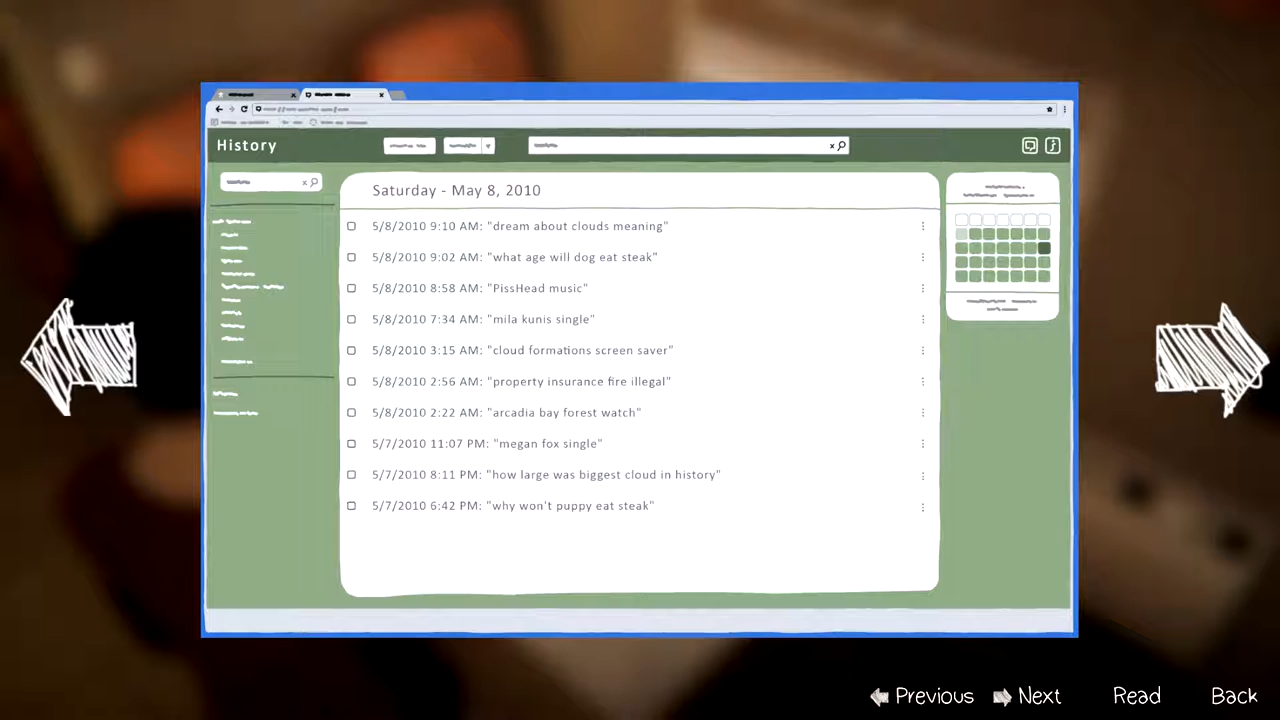 History
Saturday - May 8, 2010
5/8/2010 9:10 AM: "dream about clouds meaning"
5/8/2010 9:02 AM: "what age will dog eat steak"
5/8/2010 8:58 AM: "PissHead music"
5/8/2010 7:34 AM: "mila kunis single"
5/8/2010 3:15 AM: "cloud formations screen saver"
5/8/2010 2:56 AM: "property insurance fire illegal"
5/8/2010 2:22 AM: "arcadia bay forest watch"
5/7/2010 11:07 PM: "megan fox single"
5/7/2010 8:11 PM: "how large was biggest cloud in history"
5/7/2010 6:42 PM: "why won't puppy eat steak"
Previous Next Read Back